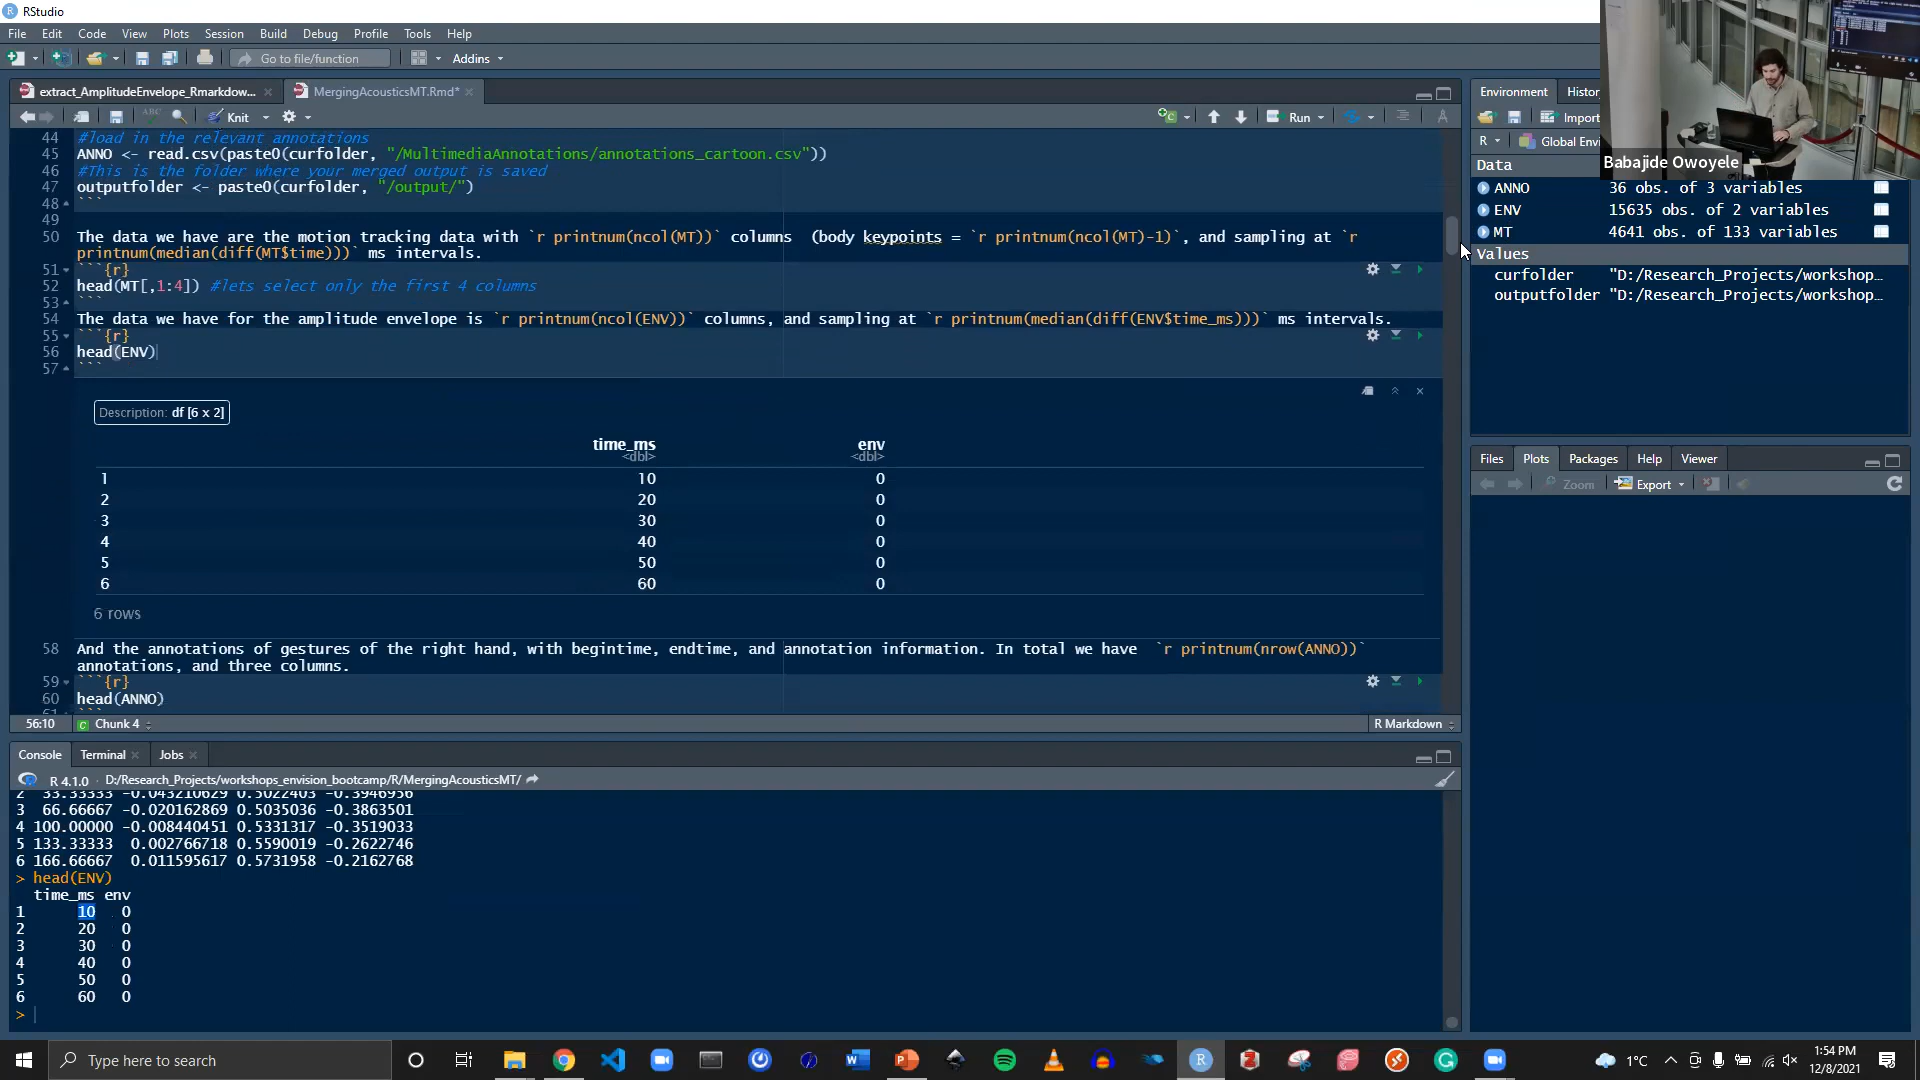 RStudio
File Edit Code View Plots Session Build Debug Profile Tools Help
Go to file/function Addins
extract_AmplitudeEnvelope_Rmarkdow... MergingAcousticsMT.Rmd*
Knit Run
44 #load in the relevant annotations
45 ANNO <- read.csv(paste0(curfolder, "/MultimediaAnnotations/annotations_cartoon.csv"))
46 #This is the folder where your merged output is saved
47 outputfolder <- paste0(curfolder, "/output/")
48 ```
49
50 The data we have are the motion tracking data with `r printnum(ncol(MT))` columns (body keypoints = `r printnum(ncol(MT)-1)`, and sampling at `r
printnum(median(diff(MT$time)))` ms intervals.
51 ```{r}
52 head(MT[,1:4]) #lets select only the first 4 columns
53 ```
54 The data we have for the amplitude envelope is `r printnum(ncol(ENV))` columns, and sampling at `r printnum(median(diff(ENV$time_ms)))` ms intervals.
55 ```{r}
56 head(ENV)
57 ```
Description: df [6 x 2]
time_ms env
<dbl> <dbl>
1 10 0
2 20 0
3 30 0
4 40 0
5 50 0
6 60 0
6 rows
58 And the annotations of gestures of the right hand, with begintime, endtime, and annotation information. In total we have `r printnum(nrow(ANNO))`
annotations, and three columns.
59 ```{r}
60 head(ANNO)
61
56:10 Chunk 4 R Markdown
Console Terminal Jobs
R 4.1.0 · D:/Research_Projects/workshops_envision_bootcamp/R/MergingAcousticsMT/
2 33.33333 -0.043210629 0.5022403 -0.3946956
3 66.66667 -0.020162869 0.5035036 -0.3863501
4 100.00000 -0.008440451 0.5331317 -0.3519033
5 133.33333 0.002766718 0.5590019 -0.2622746
6 166.66667 0.011595617 0.5731958 -0.2162768
> head(ENV)
time_ms env
1 10 0
2 20 0
3 30 0
4 40 0
5 50 0
6 60 0
>
Environment Histor
Import
R Global Envi
Babajide Owoyele
Data
ANNO 36 obs. of 3 variables
ENV 15635 obs. of 2 variables
MT 4641 obs. of 133 variables
Values
curfolder "D:/Research_Projects/workshop…
outputfolder "D:/Research_Projects/workshop…
Files Plots Packages Help Viewer
Zoom Export
Type here to search
1°C
1:54 PM
12/8/2021